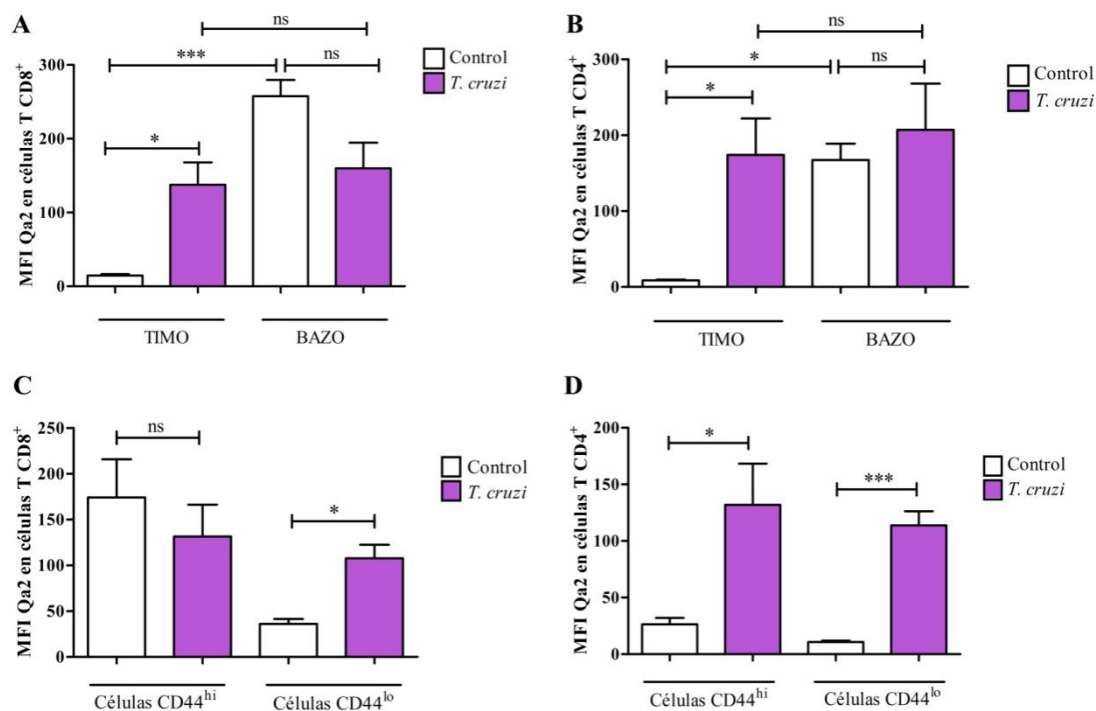 A
ns
***
ns
*
Control
T. cruzi
300
200
100
0
MFI Qa2 en células T CD8⁺
TIMO
BAZO
B
ns
*
ns
*
Control
T. cruzi
300
200
100
0
MFI Qa2 en células T CD4⁺
TIMO
BAZO
C
ns
*
Control
T. cruzi
250
200
150
100
50
0
MFI Qa2 en células T CD8⁺
Células CD44ʰⁱ
Células CD44ˡᵒ
D
*
***
Control
T. cruzi
200
150
100
50
0
MFI Qa2 en células T CD4⁺
Células CD44ʰⁱ
Células CD44ˡᵒ